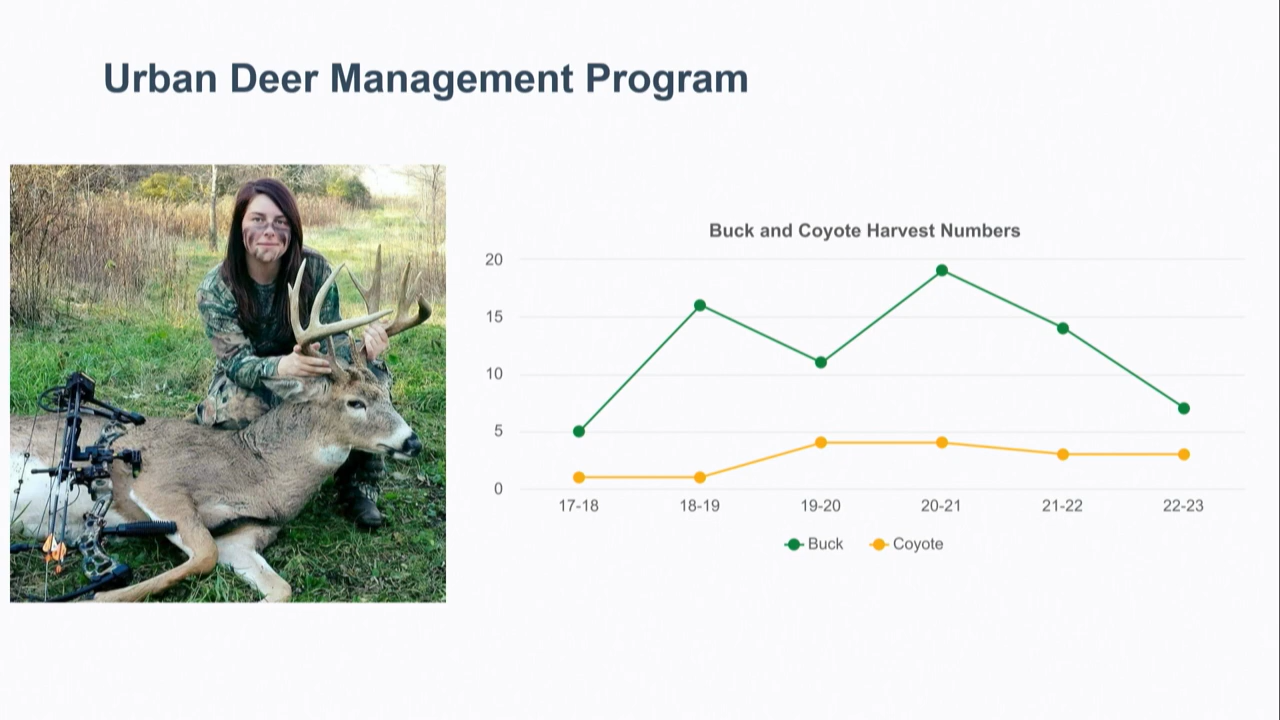 Urban Deer Management Program
Buck and Coyote Harvest Numbers
20
15
10
5
0
17-18 18-19 19-20 20-21 21-22 22-23
Buck Coyote